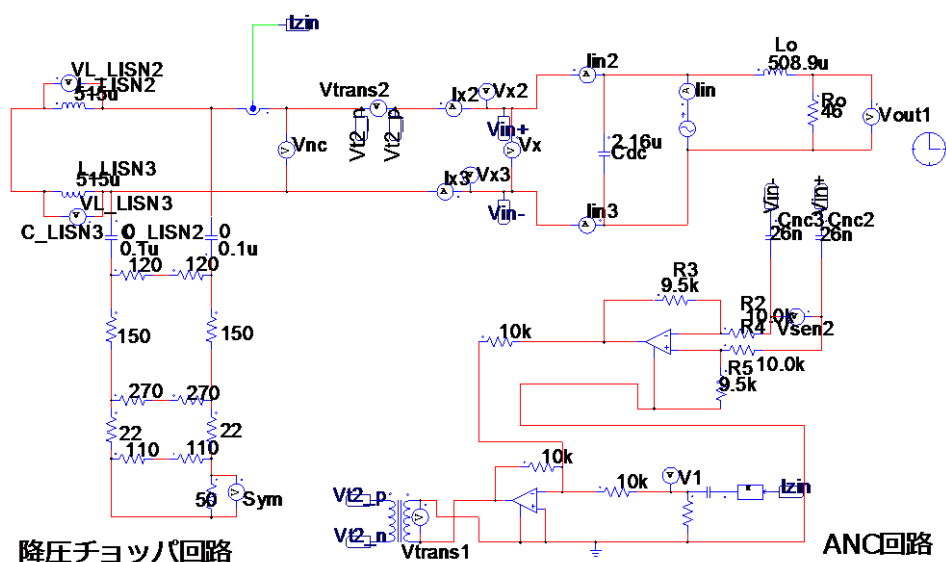 Izin
VL_LISN2
L_LISN2
515u
Vtrans2
Vt2_n
Vt2_p
Ix2
Vx2
Iin2
Lo
508.9u
Iin
Ro
46
Vout1
Vnc
Vin+
Vx
2.16u
Cdc
L_LISN3
515u
VL_LISN3
Ix3
Vx3
Vin-
Iin3
C_LISN3
C_LISN2
0
0
0.1u
0.1u
Vin-
Vin+
Cnc3
Cnc2
26n
26n
120
120
R3
9.5k
R2
10.0k
Vsen2
R4
10.0k
R5
9.5k
10k
150
150
270
270
22
22
110
110
50
Sym
10k
10k
V1
K
Izin
Vt2_p
Vt2_n
Vtrans1
降圧チョッパ回路
ANC回路